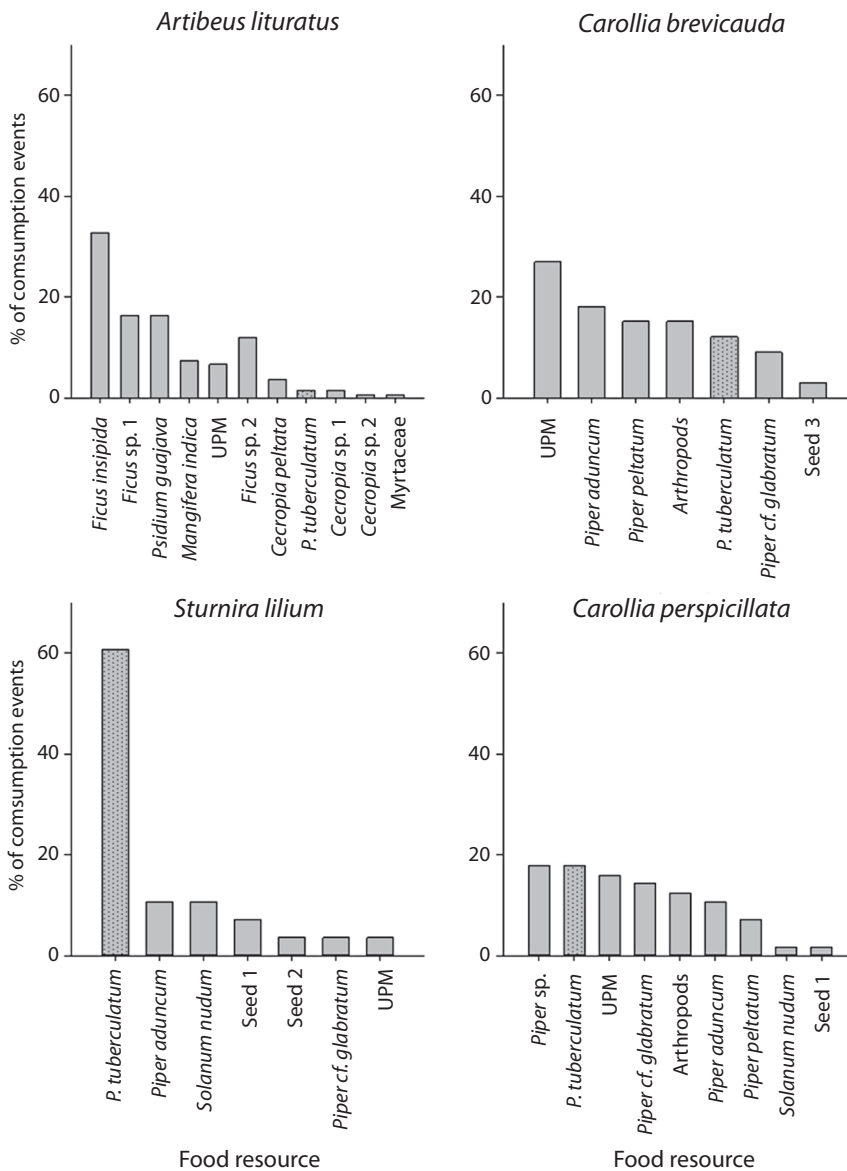 Artibeus lituratus
% of comsumption events
60
40
20
0
Ficus insipida
Ficus sp. 1
Psidium guajava
Mangifera indica
UPM
Ficus sp. 2
Cecropia peltata
P. tuberculatum
Cecropia sp. 1
Cecropia sp. 2
Myrtaceae
Carollia brevicauda
60
40
20
0
UPM
Piper aduncum
Piper peltatum
Arthropods
P. tuberculatum
Piper cf. glabratum
Seed 3
Sturnira lilium
% of comsumption events
60
40
20
0
P. tuberculatum
Piper aduncum
Solanum nudum
Seed 1
Seed 2
Piper cf. glabratum
UPM
Food resource
Carollia perspicillata
60
40
20
0
Piper sp.
P. tuberculatum
UPM
Piper cf. glabratum
Arthropods
Piper aduncum
Piper peltatum
Solanum nudum
Seed 1
Food resource